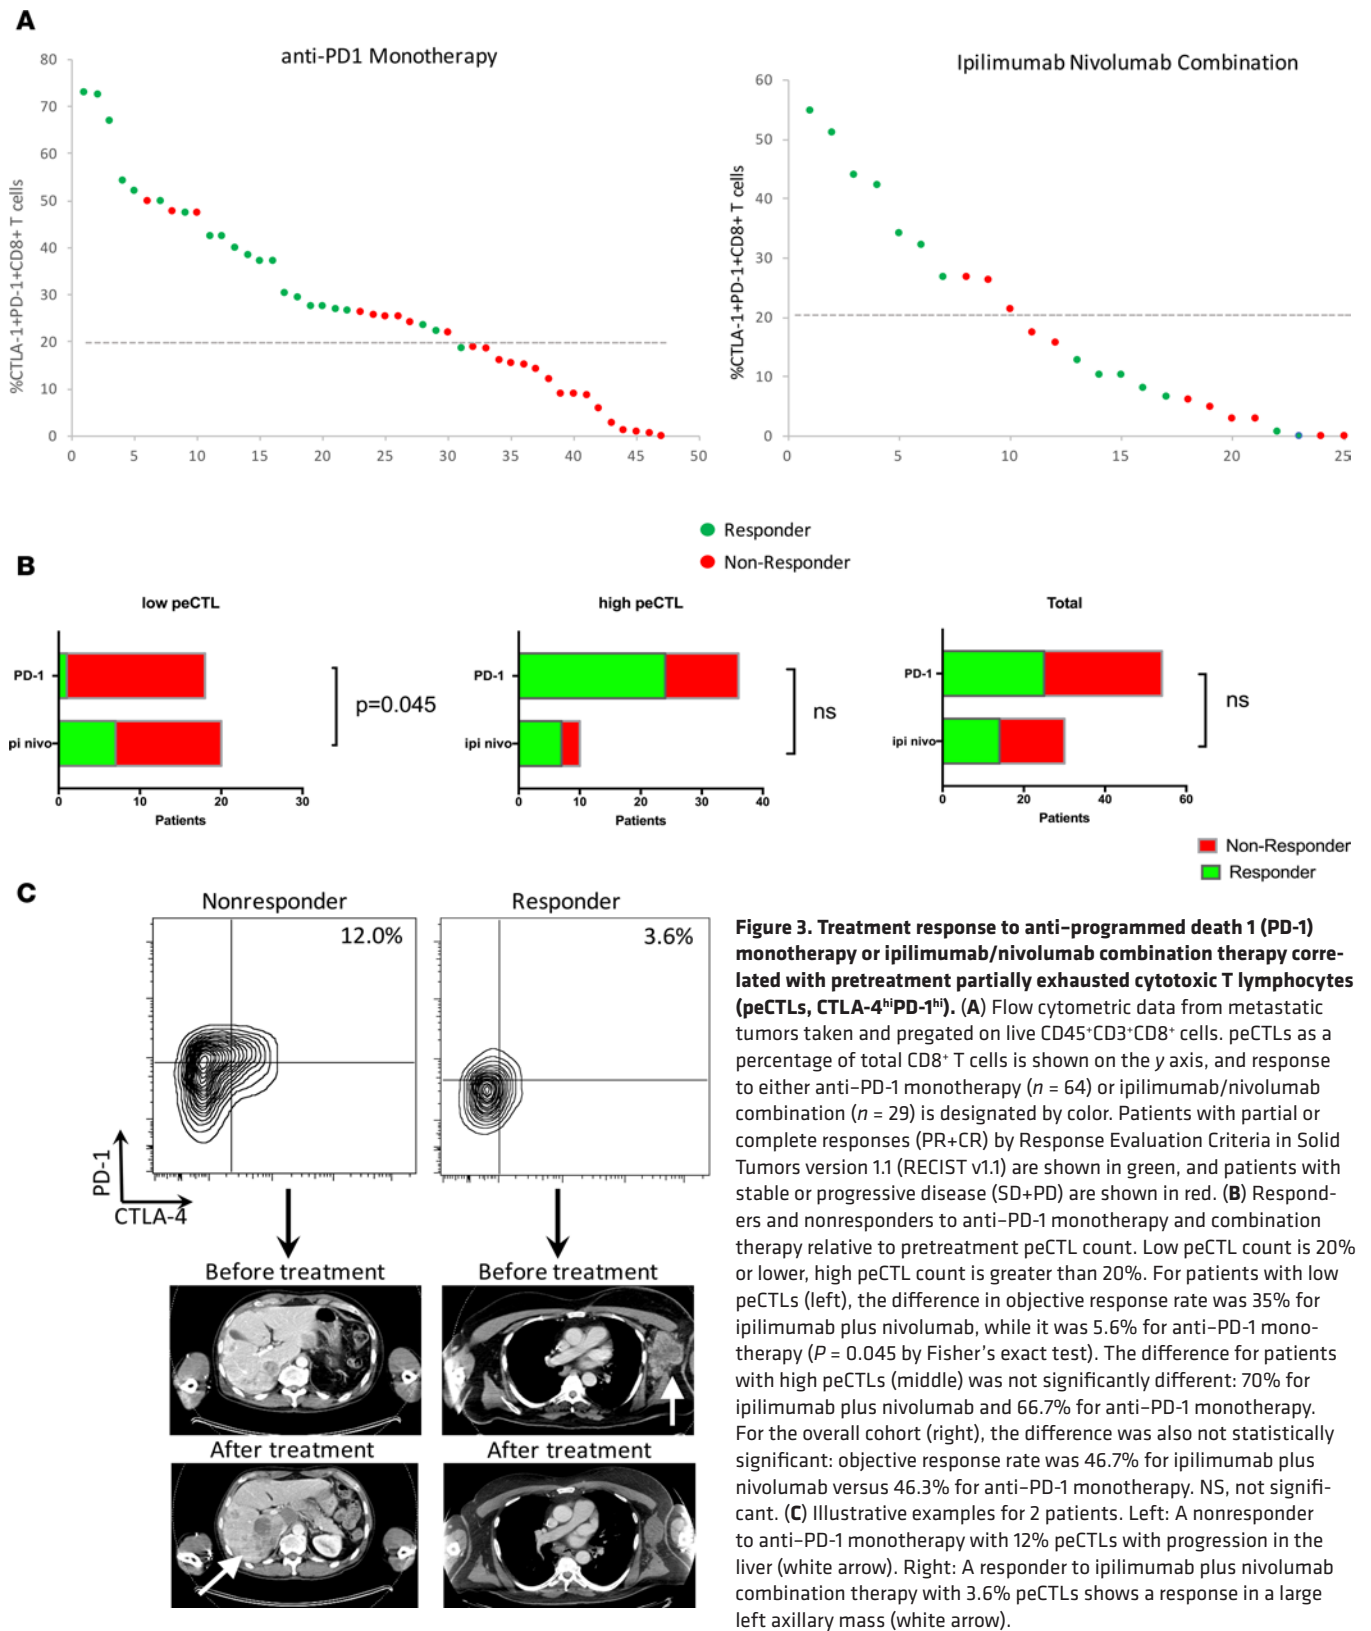 A
anti-PD1 Monotherapy
%CTLA-1+PD-1+CD8+ T cells
80
70
60
50
40
30
20
10
0
0 5 10 15 20 25 30 35 40 45 50
Ipilimumab Nivolumab Combination
%CTLA-1+PD-1+CD8+ T cells
60
50
40
30
20
10
0
0 5 10 15 20 25
Responder
Non-Responder
B
low peCTL
PD-1
pi nivo
p=0.045
0 10 20 30
Patients
high peCTL
PD-1
ipi nivo
ns
0 10 20 30 40
Patients
Total
PD-1
ipi nivo
ns
0 20 40 60
Patients
Non-Responder
Responder
C
Nonresponder
12.0%
Responder
3.6%
PD-1
CTLA-4
Before treatment
Before treatment
After treatment
After treatment
Figure 3. Treatment response to anti–programmed death 1 (PD-1)
monotherapy or ipilimumab/nivolumab combination therapy corre-
lated with pretreatment partially exhausted cytotoxic T lymphocytes
(peCTLs, CTLA-4hiPD-1hi). (A) Flow cytometric data from metastatic
tumors taken and pregated on live CD45+CD3+CD8+ cells. peCTLs as a
percentage of total CD8+ T cells is shown on the y axis, and response
to either anti–PD-1 monotherapy (n = 64) or ipilimumab/nivolumab
combination (n = 29) is designated by color. Patients with partial or
complete responses (PR+CR) by Response Evaluation Criteria in Solid
Tumors version 1.1 (RECIST v1.1) are shown in green, and patients with
stable or progressive disease (SD+PD) are shown in red. (B) Respond-
ers and nonresponders to anti–PD-1 monotherapy and combination
therapy relative to pretreatment peCTL count. Low peCTL count is 20%
or lower, high peCTL count is greater than 20%. For patients with low
peCTLs (left), the difference in objective response rate was 35% for
ipilimumab plus nivolumab, while it was 5.6% for anti–PD-1 mono-
therapy (P = 0.045 by Fisher's exact test). The difference for patients
with high peCTLs (middle) was not significantly different: 70% for
ipilimumab plus nivolumab and 66.7% for anti–PD-1 monotherapy.
For the overall cohort (right), the difference was also not statistically
significant: objective response rate was 46.7% for ipilimumab plus
nivolumab versus 46.3% for anti–PD-1 monotherapy. NS, not signifi-
cant. (C) Illustrative examples for 2 patients. Left: A nonresponder
to anti–PD-1 monotherapy with 12% peCTLs with progression in the
liver (white arrow). Right: A responder to ipilimumab plus nivolumab
combination therapy with 3.6% peCTLs shows a response in a large
left axillary mass (white arrow).